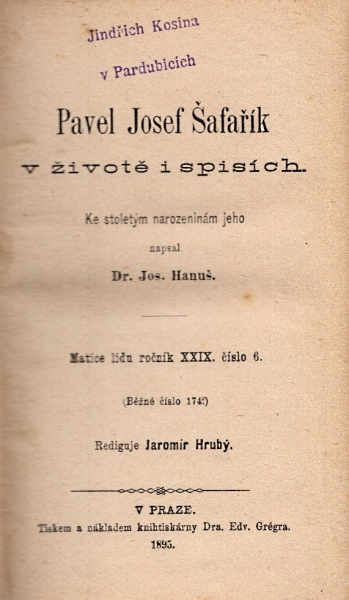 Jindřich Kosina
v Pardubicích
Pavel Josef Šafařík
v životě i spisích.
Ke stoletým narozeninám jeho
napsal
Dr. Jos. Hanuš.
Matice lidu ročník XXIX. číslo 6.
(Běžné číslo 174!)
Rediguje Jaromír Hrubý.
V PRAZE.
Tiskem a nákladem knihtiskárny Dra. Edv. Grégra.
1895.